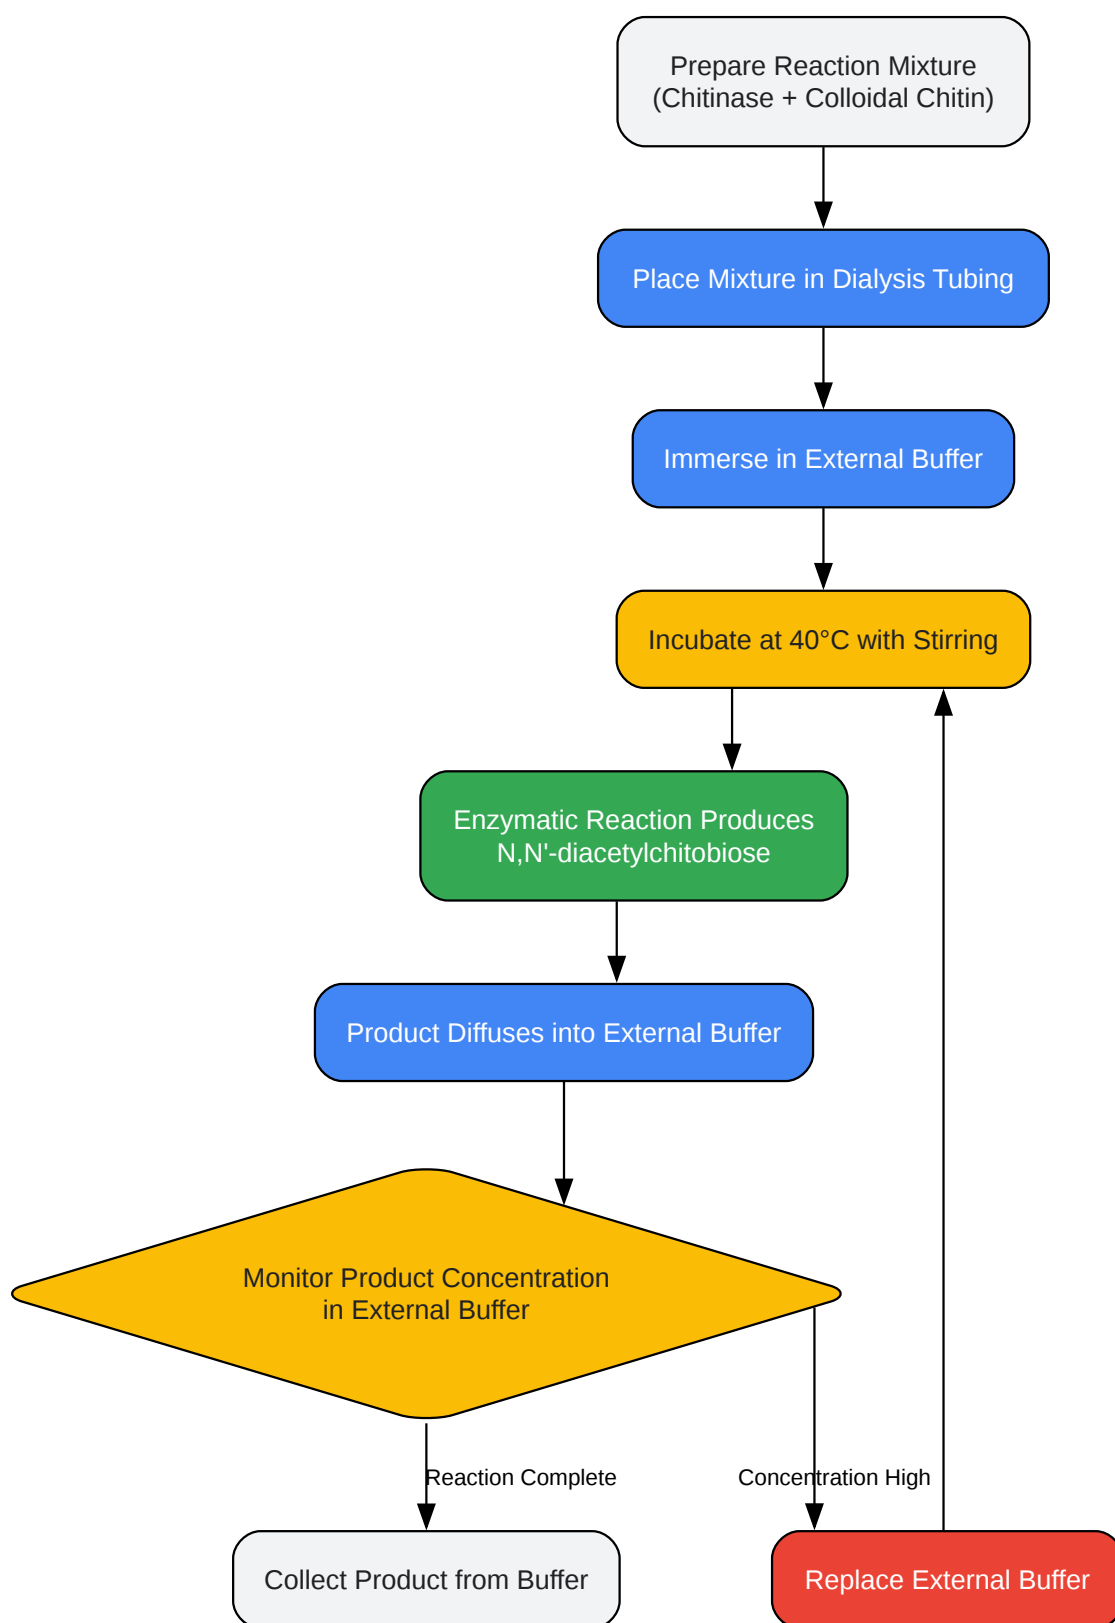 Prepare Reaction Mixture
(Chitinase + Colloidal Chitin)
Place Mixture in Dialysis Tubing
Immerse in External Buffer
Incubate at 40°C with Stirring
Enzymatic Reaction Produces
N,N'-diacetylchitobiose
Product Diffuses into External Buffer
Monitor Product Concentration
in External Buffer
Reaction Complete
Concentration High
Collect Product from Buffer
Replace External Buffer